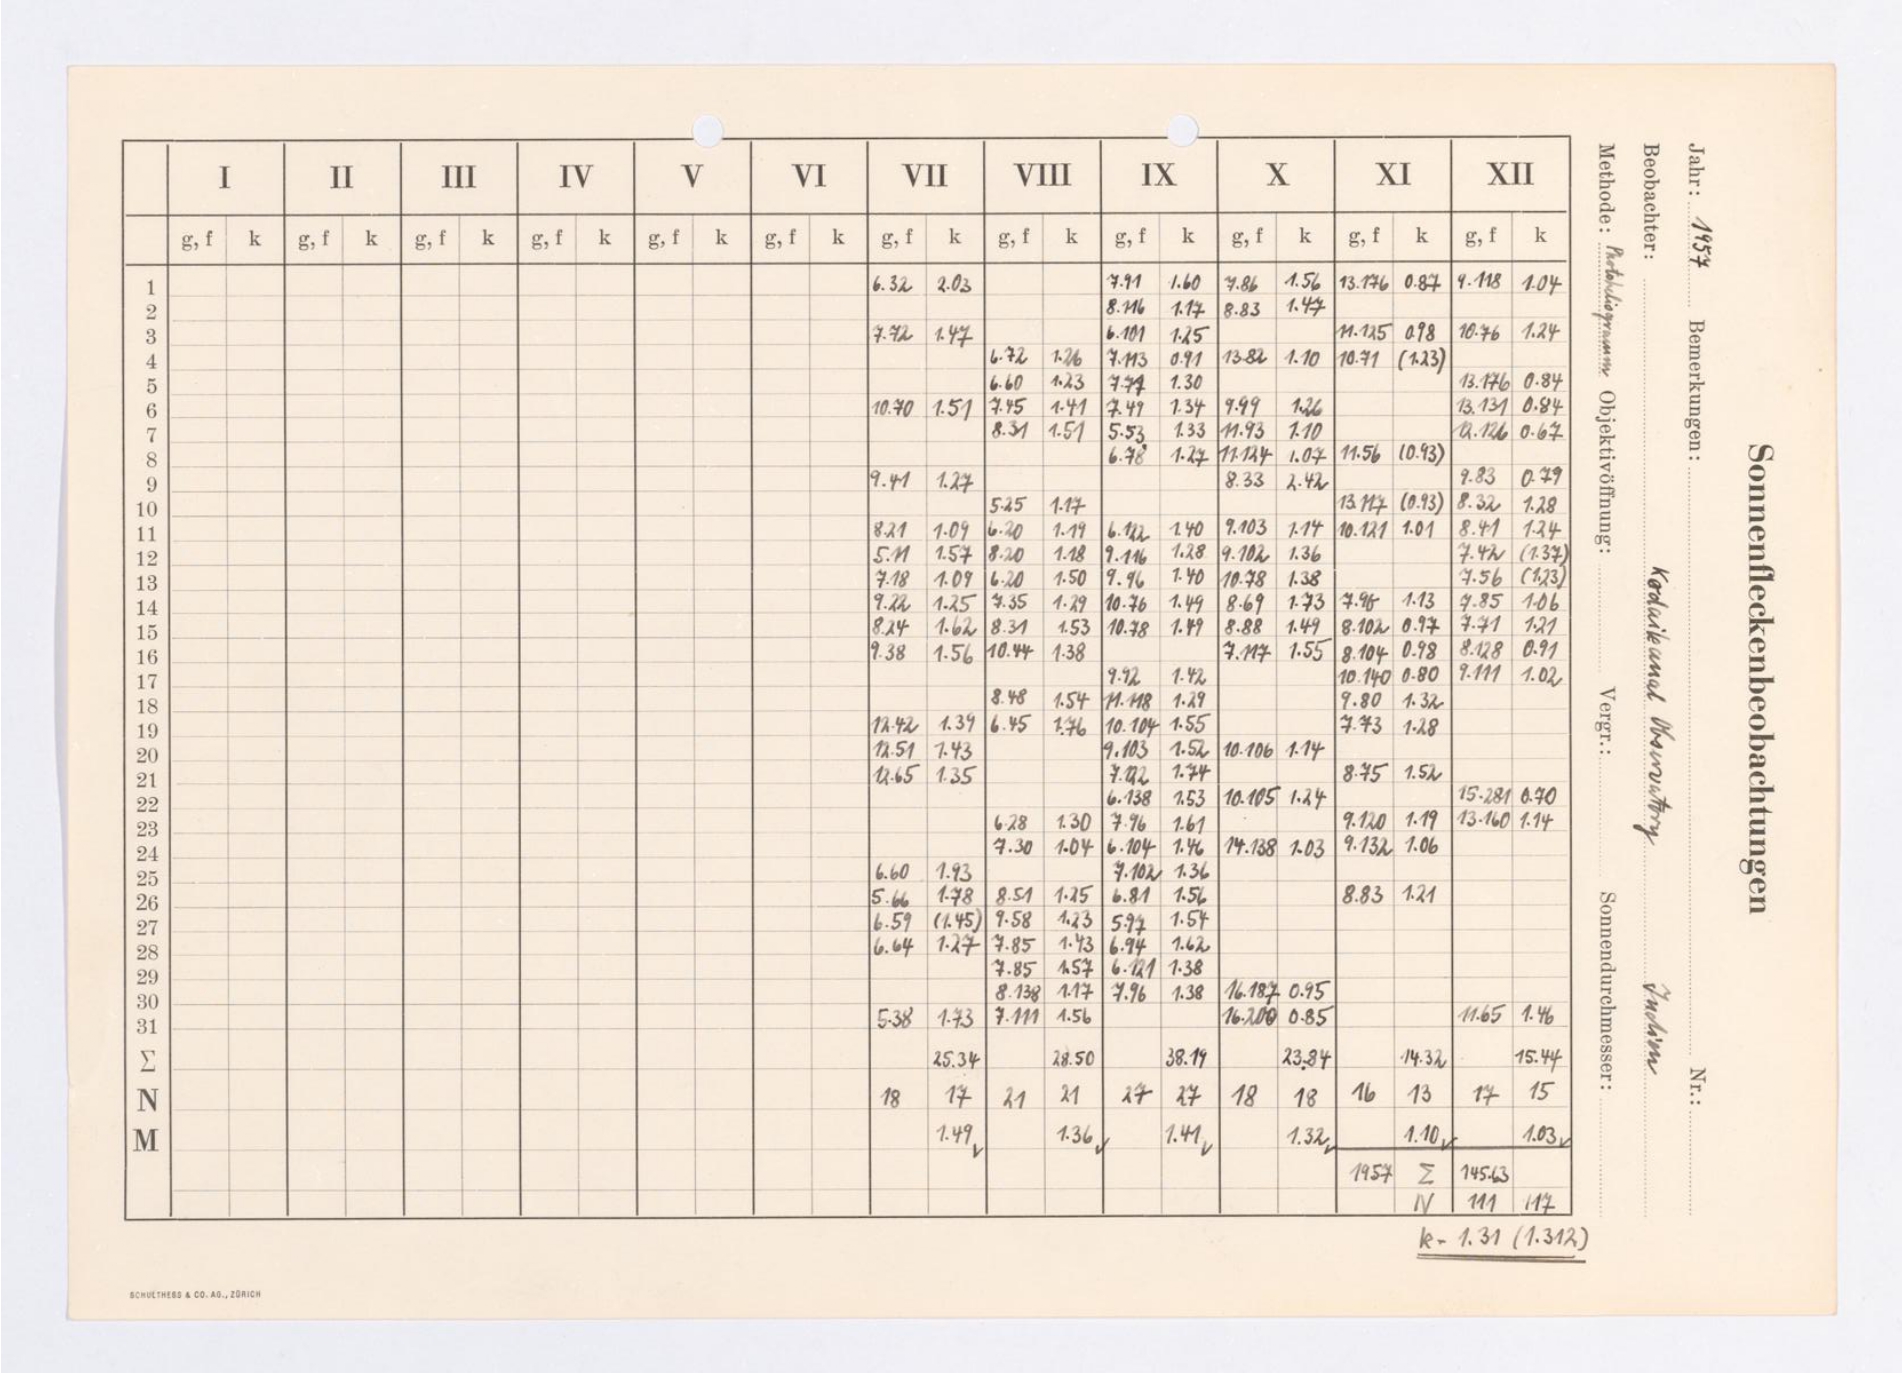 I II III IV V VI VII VIII IX X XI XII
g, f k g, f k g, f k g, f k g, f k g, f k g, f k g, f k g, f k g, f k g, f k g, f k
1 6.32 2.03 7.91 1.60 7.86 1.56 13.176 0.87 9.118 1.04
2 8.116 1.17 8.83 1.47
3 7.72 1.47 6.101 1.25 11.125 0.98 10.76 1.24
4 6.72 1.26 7.113 0.91 13.82 1.10 10.71 (1.23)
5 6.60 1.23 7.77 1.30 13.176 0.84
6 10.70 1.51 7.45 1.41 7.49 1.34 9.99 1.26 13.131 0.84
7 8.31 1.51 5.53 1.33 11.93 1.10 12.126 0.67
8 6.78 1.27 11.124 1.07 11.56 (0.93)
9 9.41 1.27 8.33 2.42 9.83 0.79
10 5.25 1.17 13.117 (0.93) 8.32 1.28
11 8.21 1.09 6.20 1.19 6.122 1.40 9.103 1.14 10.121 1.01 8.41 1.24
12 5.11 1.57 8.20 1.18 9.116 1.28 9.102 1.36 7.42 (1.37)
13 7.18 1.09 6.20 1.50 9.96 1.40 10.78 1.38 7.56 (1.23)
14 9.22 1.25 7.35 1.29 10.76 1.49 8.69 1.73 1.13 7.85 1.06
15 8.24 1.62 8.31 1.53 10.78 1.49 8.88 1.49 8.102 0.97 7.71 1.21
16 9.38 1.56 10.44 1.38 7.117 1.55 8.104 0.98 8.128 0.91
17 9.92 1.42 10.140 0.80 9.111 1.02
18 8.48 1.54 11.118 1.29 9.80 1.32
19 12.42 1.39 6.45 1.76 10.104 1.55 7.73 1.28
20 12.51 1.43 9.103 1.52 10.106 1.14
21 12.65 1.35 7.122 1.74 8.75 1.52
22 6.138 1.53 10.105 1.24 15.281 0.70
23 6.28 1.30 7.96 1.61 9.120 1.19 13.160 1.14
24 7.30 1.04 6.104 1.46 14.138 1.03 9.132 1.06
25 6.60 1.93 7.102 1.36
26 5.66 1.78 8.51 1.25 6.81 1.56 8.83 1.21
27 6.59 (1.45) 9.58 1.23 5.97 1.54
28 6.64 1.27 7.85 1.43 6.94 1.62
29 7.85 1.57 6.121 1.38
30 8.138 1.17 7.96 1.38 16.187 0.95
31 5.38 1.73 7.111 1.56 16.200 0.85 11.65 1.46
Σ 25.34 28.50 38.19 23.84 14.32 15.44
N 18 17 21 21 27 27 18 18 16 13 17 15
M 1.49 1.36 1.41 1.32 1.10 1.03
1957 Σ 145.63
N 111 117
k = 1.31 (1.312)
SCHULTHESS & CO. AG., ZÜRICH
Sonnenfleckenbeobachtungen
Jahr: 1957 Bemerkungen: Nr.:
Beobachter: Kodaikanal Observatory Indien
Methode: Photoheliogramm Objektivöffnung: Vergr.: Sonnendurchmesser: